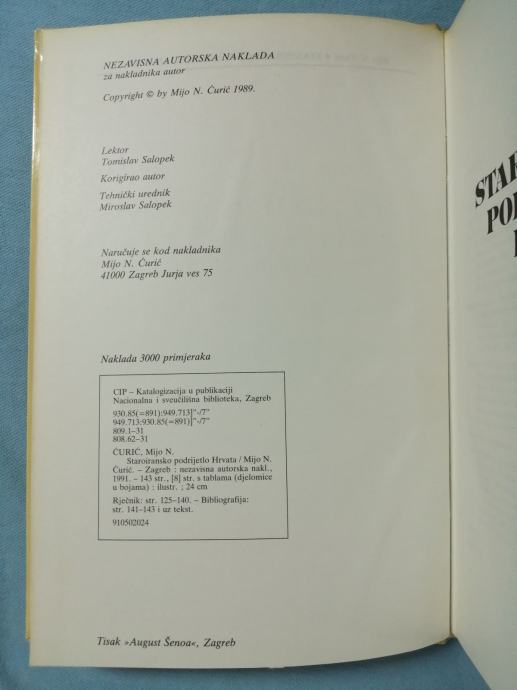 NEZAVISNA AUTORSKA NAKLADA
za nakladnika autor
Copyright © by Mijo N. Ćurić 1989.
Lektor
Tomislav Salopek
Korigirao autor
Tehnički urednik
Miroslav Salopek
Naručuje se kod nakladnika
Mijo N. Ćurić
41000 Zagreb Jurja ves 75
Naklada 3000 primjeraka
CIP – Katalogizacija u publikaciji
Nacionalna i sveučilišna biblioteka, Zagreb
930.85(=891):949.713]"-/7"
949.713:930.85(=891)]"-/7"
809.1–31
808.62–31
ĆURIĆ, Mijo N.
Staroiransko podrijetlo Hrvata / Mijo N.
Ćurić. – Zagreb : nezavisna autorska nakl.,
1991. – 143 str., [8] str. s tablama (djelomice
u bojama) : ilustr. ; 24 cm
Rječnik: str. 125–140. – Bibliografija:
str. 141–143 i uz tekst.
910502024
Tisak »August Šenoa«, Zagreb